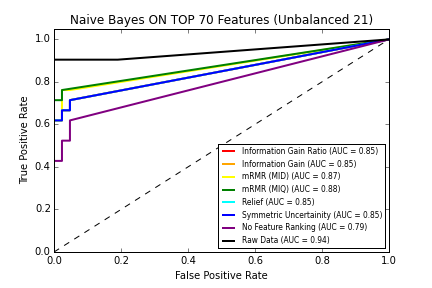 Naive Bayes ON TOP 70 Features (Unbalanced 21)
1.0
0.8
0.6
0.4
0.2
0.0
True Positive Rate
Information Gain Ratio (AUC = 0.85)
Information Gain (AUC = 0.85)
mRMR (MID) (AUC = 0.87)
mRMR (MIQ) (AUC = 0.88)
Relief (AUC = 0.85)
Symmetric Uncertainity (AUC = 0.85)
No Feature Ranking (AUC = 0.79)
Raw Data (AUC = 0.94)
0.0 0.2 0.4 0.6 0.8 1.0
False Positive Rate